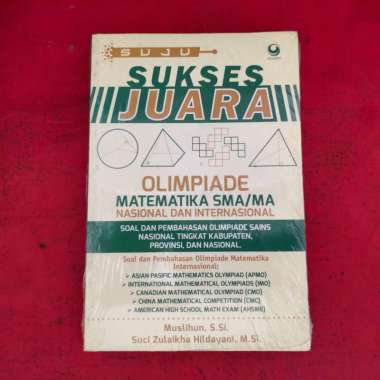 SUJU
SUKSES
JUARA
OLIMPIADE
MATEMATIKA SMA/MA
NASIONAL DAN INTERNASIONAL
SOAL DAN PEMBAHASAN OLIMPIADE SAINS
NASIONAL TINGKAT KABUPATEN,
PROVINSI, DAN NASIONAL.
Soal dan Pembahasan Olimpiade Matematika
Internasional:
➤ ASIAN PASIFIC MATHEMATICS OLYMPIAD (APMO)
➤ INTERNATIONAL MATHEMATICAL OLYMPIADS (IMO)
➤ CANADIAN MATHEMATICAL OLYMPIAD (CMO)
➤ CHINA MATHEMATICAL COMPETITION (CMC)
➤ AMERICAN HIGH SCHOOL MATH EXAM (AHSME)
Muslihun, S.Si.
Suci Zulaikha Hildayani, M.Si.